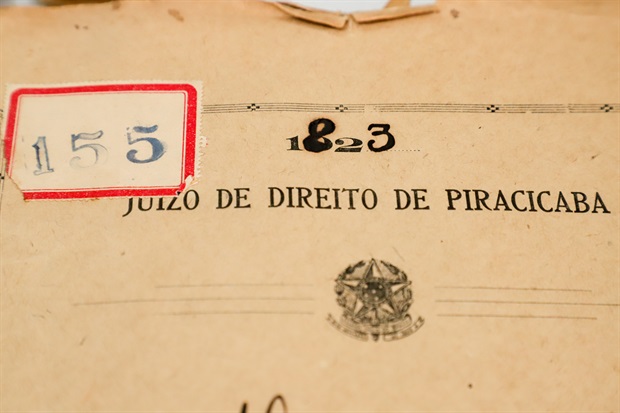 155
1823
JUIZO DE DIREITO DE PIRACICABA